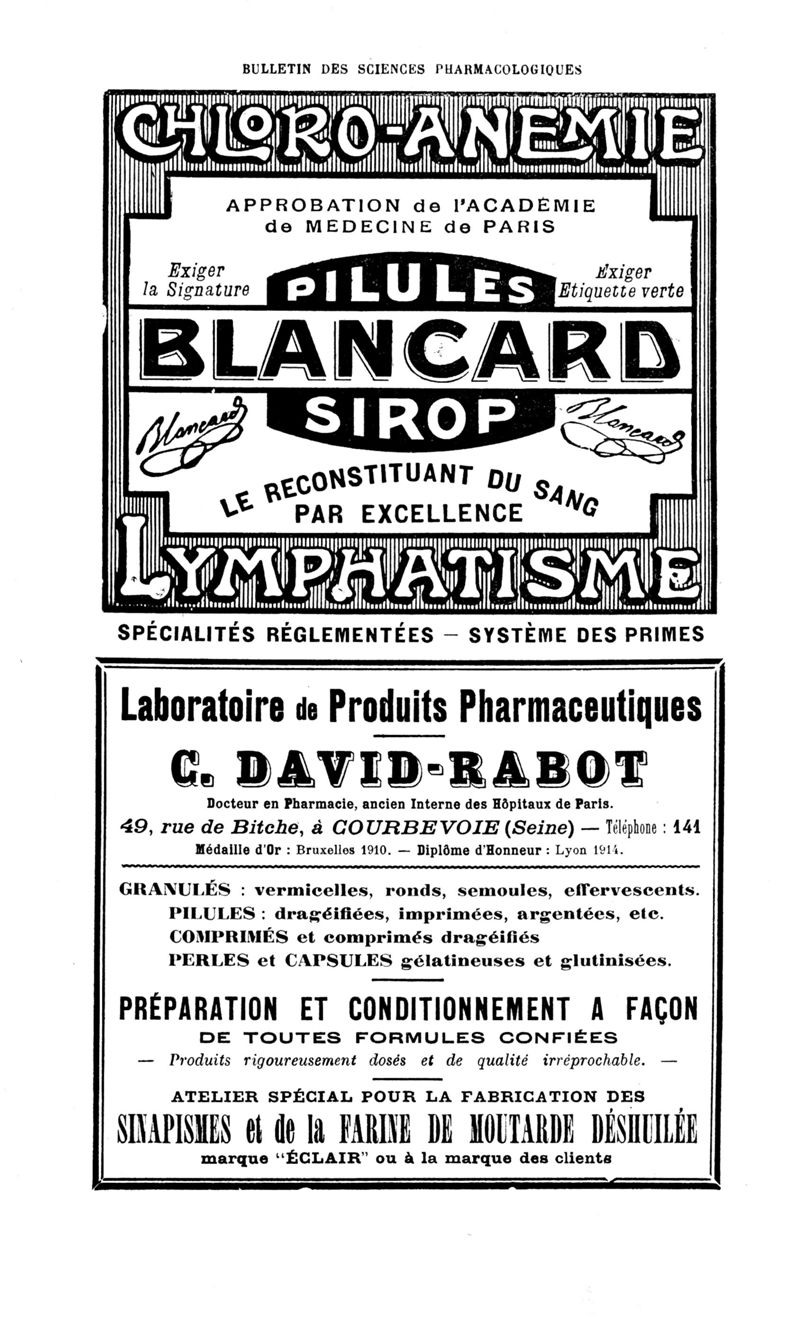 BULLETIN DES SCIENCES PHARMACOLOGIQUES
CHLORO-ANEMIE
APPROBATION de l'ACADÉMIE
de MEDECINE de PARIS
Exiger
la Signature
PILULES
Exiger
Etiquette verte
BLANCARD
Blancard
SIROP
Blancard
LE RECONSTITUANT DU SANG
PAR EXCELLENCE
LYMPHATISME
SPÉCIALITÉS RÉGLEMENTÉES — SYSTÈME DES PRIMES
Laboratoire de Produits Pharmaceutiques
C. DAVID-RABOT
Docteur en Pharmacie, ancien Interne des Hôpitaux de Paris.
49, rue de Bitche, à COURBEVOIE (Seine) — Téléphone : 141
Médaille d'Or : Bruxelles 1910. — Diplôme d'Honneur : Lyon 1914.
GRANULÉS : vermicelles, ronds, semoules, effervescents.
PILULES : dragéifiées, imprimées, argentées, etc.
COMPRIMÉS et comprimés dragéifiés
PERLES et CAPSULES gélatineuses et glutinisées.
PRÉPARATION ET CONDITIONNEMENT A FAÇON
DE TOUTES FORMULES CONFIÉES
— Produits rigoureusement dosés et de qualité irréprochable. —
ATELIER SPÉCIAL POUR LA FABRICATION DES
SINAPISMES et de la FARINE DE MOUTARDE DÉSHUILÉE
marque "ÉCLAIR" ou à la marque des clients